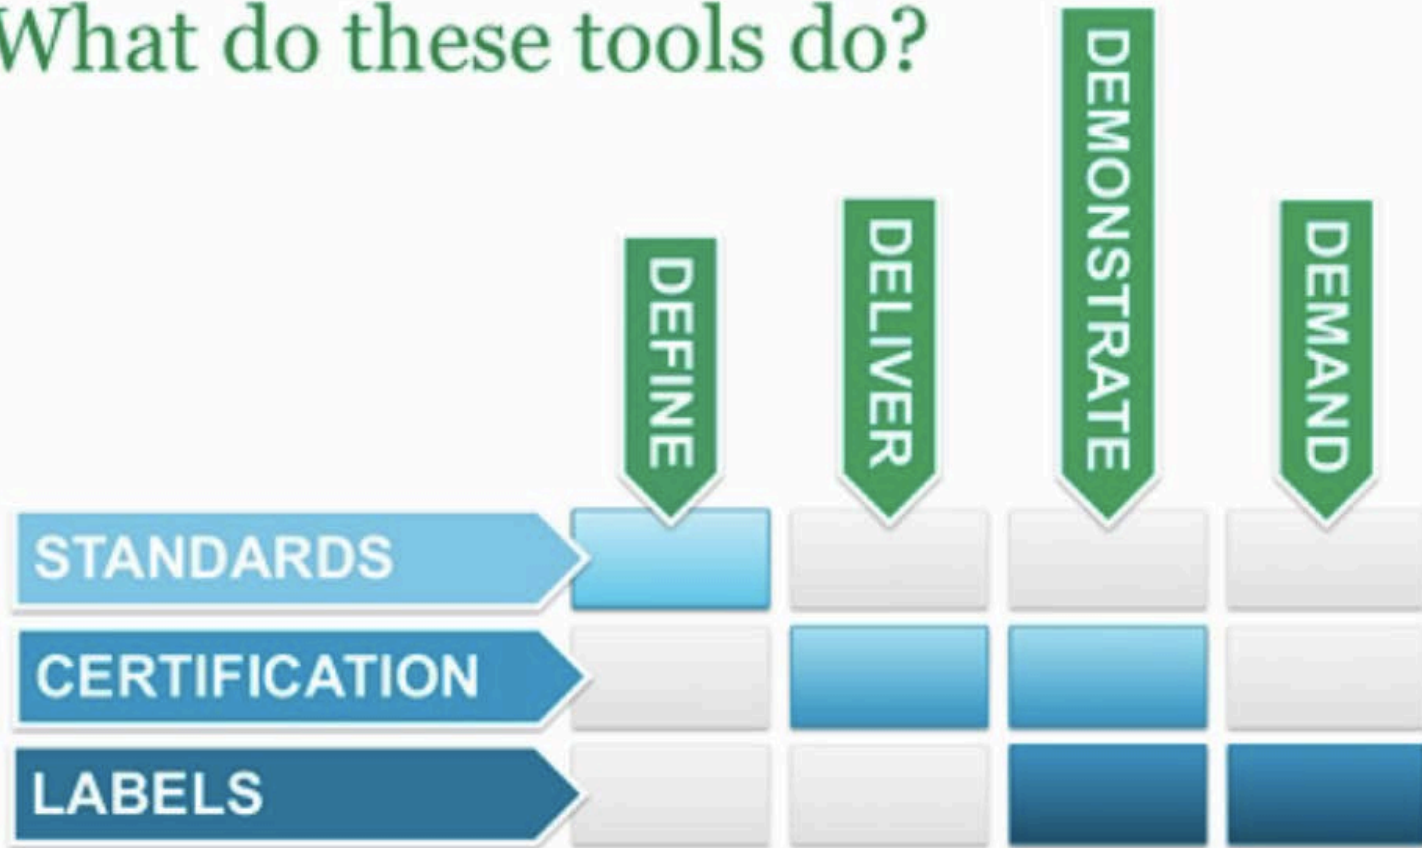 What do these tools do?
DEFINE
DELIVER
DEMONSTRATE
DEMAND
STANDARDS
CERTIFICATION
LABELS